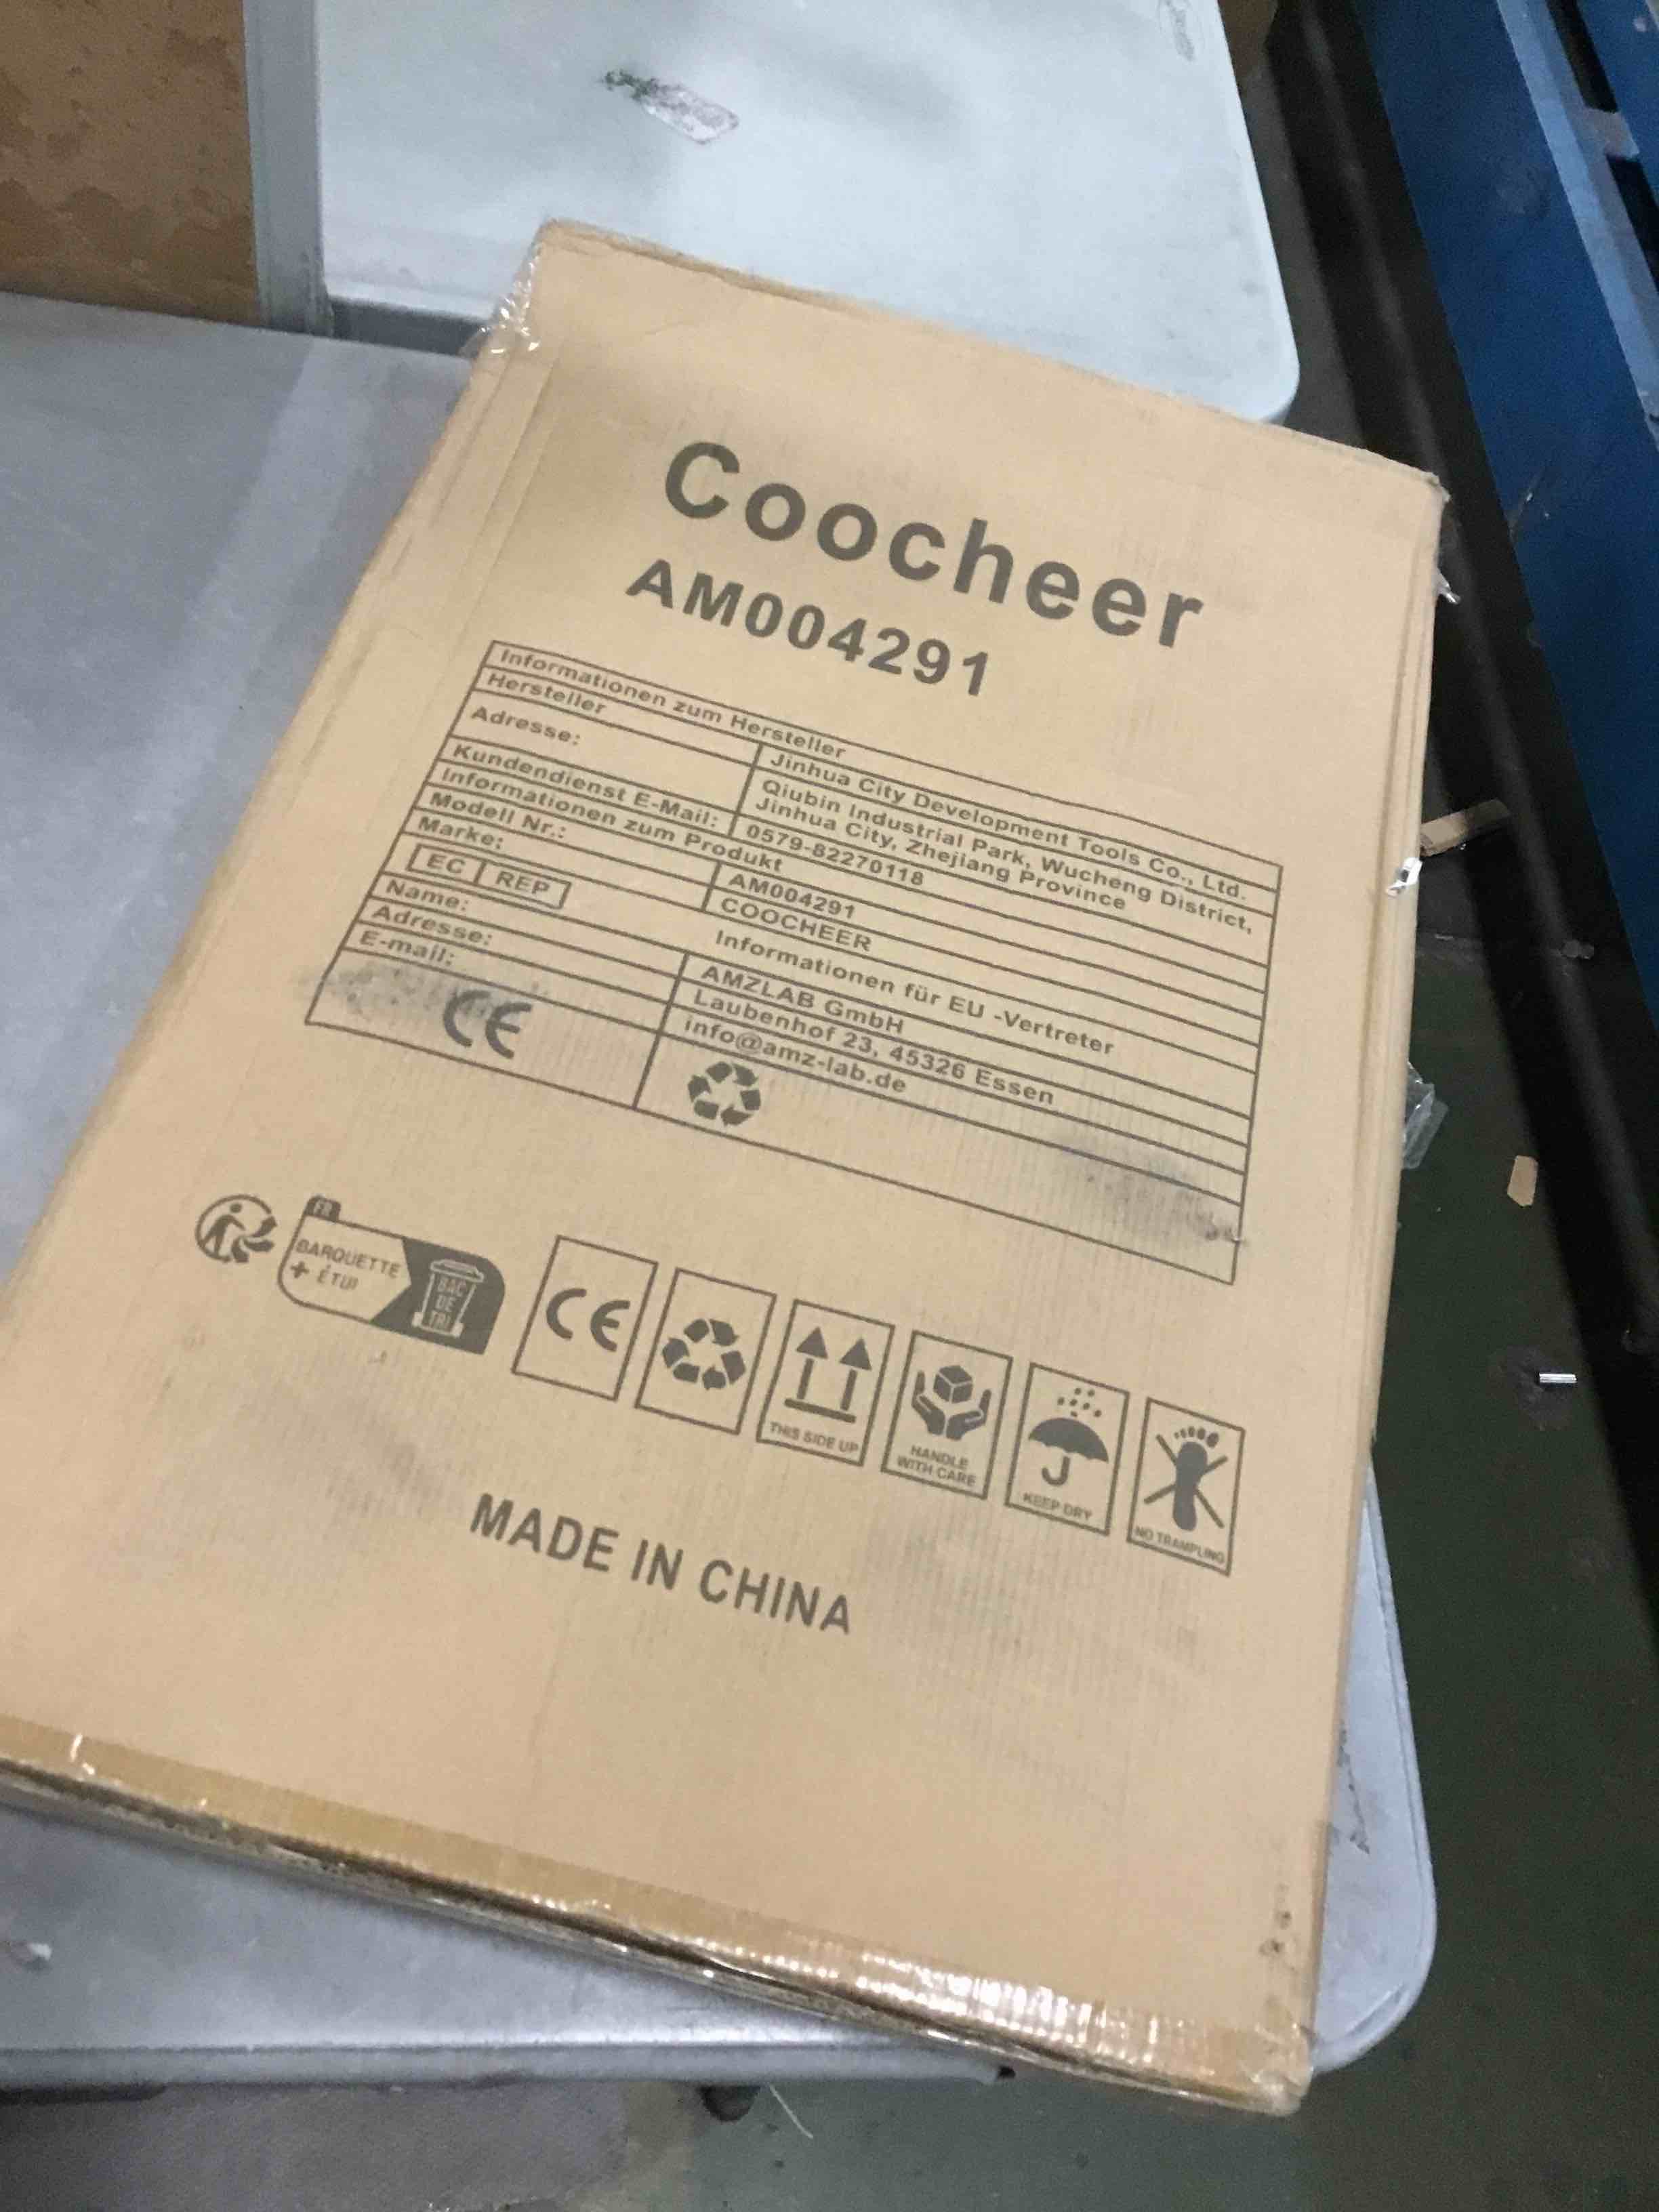 Coocheer
AM004291
Informationen zum Hersteller
Hersteller
Jinhua City Development Tools Co., Ltd.
Adresse:
Qiubin Industrial Park, Wucheng District,
Jinhua City, Zhejiang Province
Kundendienst E-Mail:
0579-82270118
Informationen zum Produkt
Modell Nr.:
AM004291
Marke:
COOCHEER
EC REP
Informationen für EU -Vertreter
Name:
AMZLAB GmbH
Adresse:
Laubenhof 23, 45326 Essen
E-mail:
info@amz-lab.de
CE
FR
BARQUETTE
+ ÉTUI
BAC
DE
TRI
CE
THIS SIDE UP
HANDLE
WITH CARE
KEEP DRY
NO TRAMPLING
MADE IN CHINA